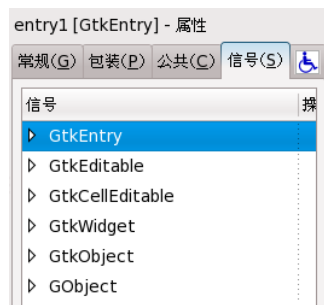 entry1 [GtkEntry] - 属性
常规(G) 包装(P) 公共(C) 信号(S)
信号
GtkEntry
GtkEditable
GtkCellEditable
GtkWidget
GtkObject
GObject